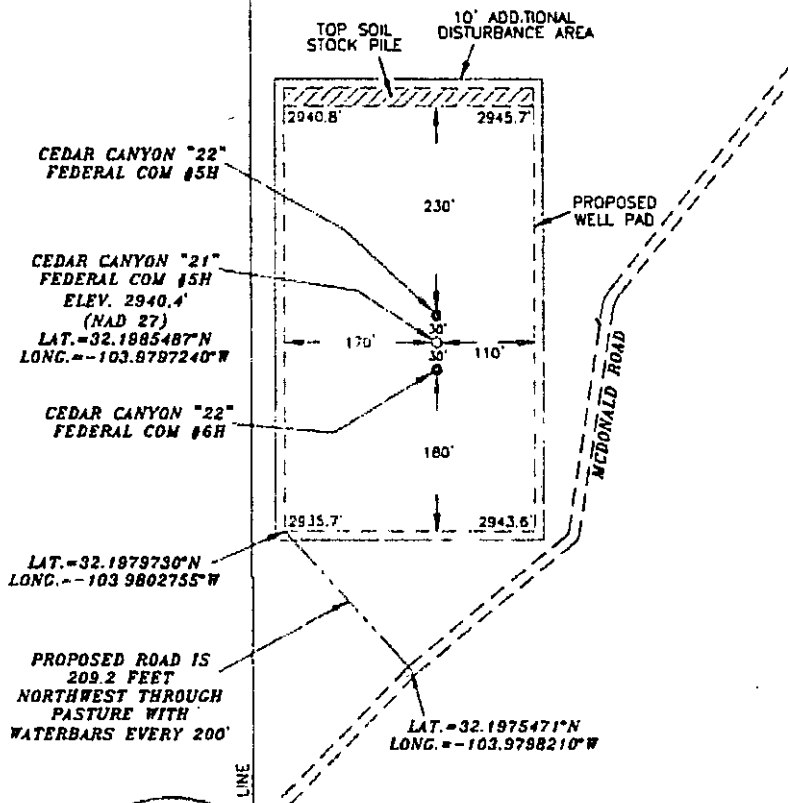 TOP SOIL
STOCK PILE
10' ADD.TIONAL
DISTURBANCE AREA
2940.8'
2945.7'
CEDAR CANYON "22"
FEDERAL COM #5H
230'
PROPOSED
WELL PAD
CEDAR CANYON "21"
FEDERAL COM #5H
ELEV. 2940.4'
(NAD 27)
LAT.=32.1985487°N
LONG.=-103.9797240°W
30'
170'
110'
30'
CEDAR CANYON "22"
FEDERAL COM #6H
MCDONALD ROAD
180'
2935.7'
2943.6'
LAT.=32.1979730°N
LONG.=-103.9802755°W
PROPOSED ROAD IS
209.2 FEET
NORTHWEST THROUGH
PASTURE WITH
WATERBARS EVERY 200'
LAT.=32.1975471°N
LONG.=-103.9798210°W
LINE